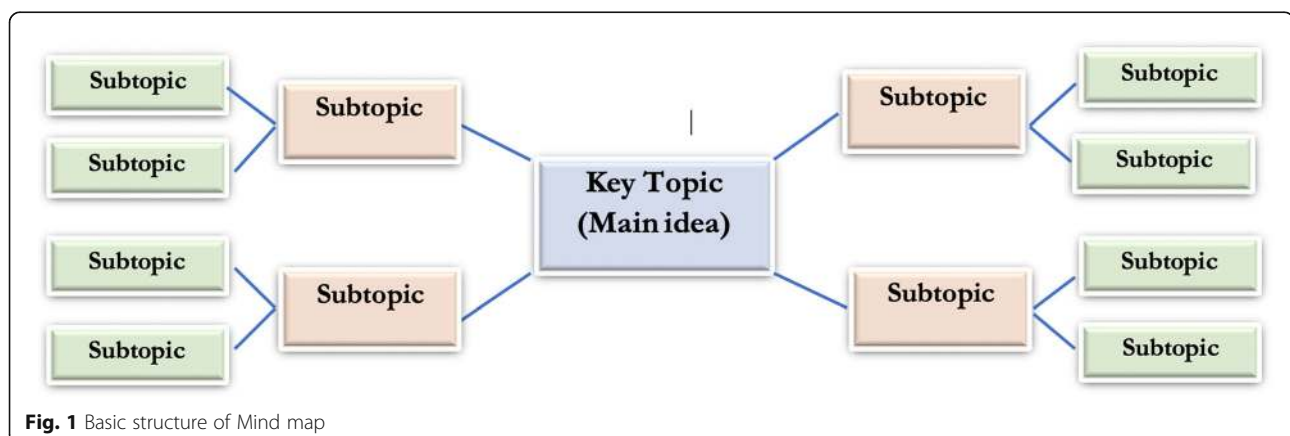 Subtopic
Subtopic
Subtopic
Subtopic
Subtopic
Subtopic
Key Topic
(Main idea)
Subtopic
Subtopic
Subtopic
Subtopic
Subtopic
Subtopic
Fig. 1 Basic structure of Mind map